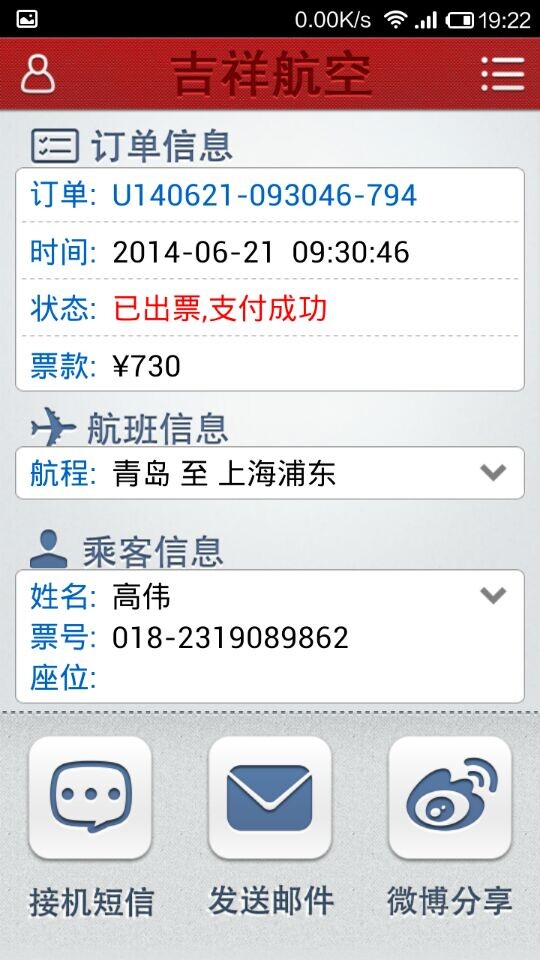 0.00K/s 19:22
吉祥航空
订单信息
订单: U140621-093046-794
时间: 2014-06-21 09:30:46
状态: 已出票,支付成功
票款: ¥730
航班信息
航程: 青岛 至 上海浦东
乘客信息
姓名: 高伟
票号: 018-2319089862
座位:
接机短信 发送邮件 微博分享